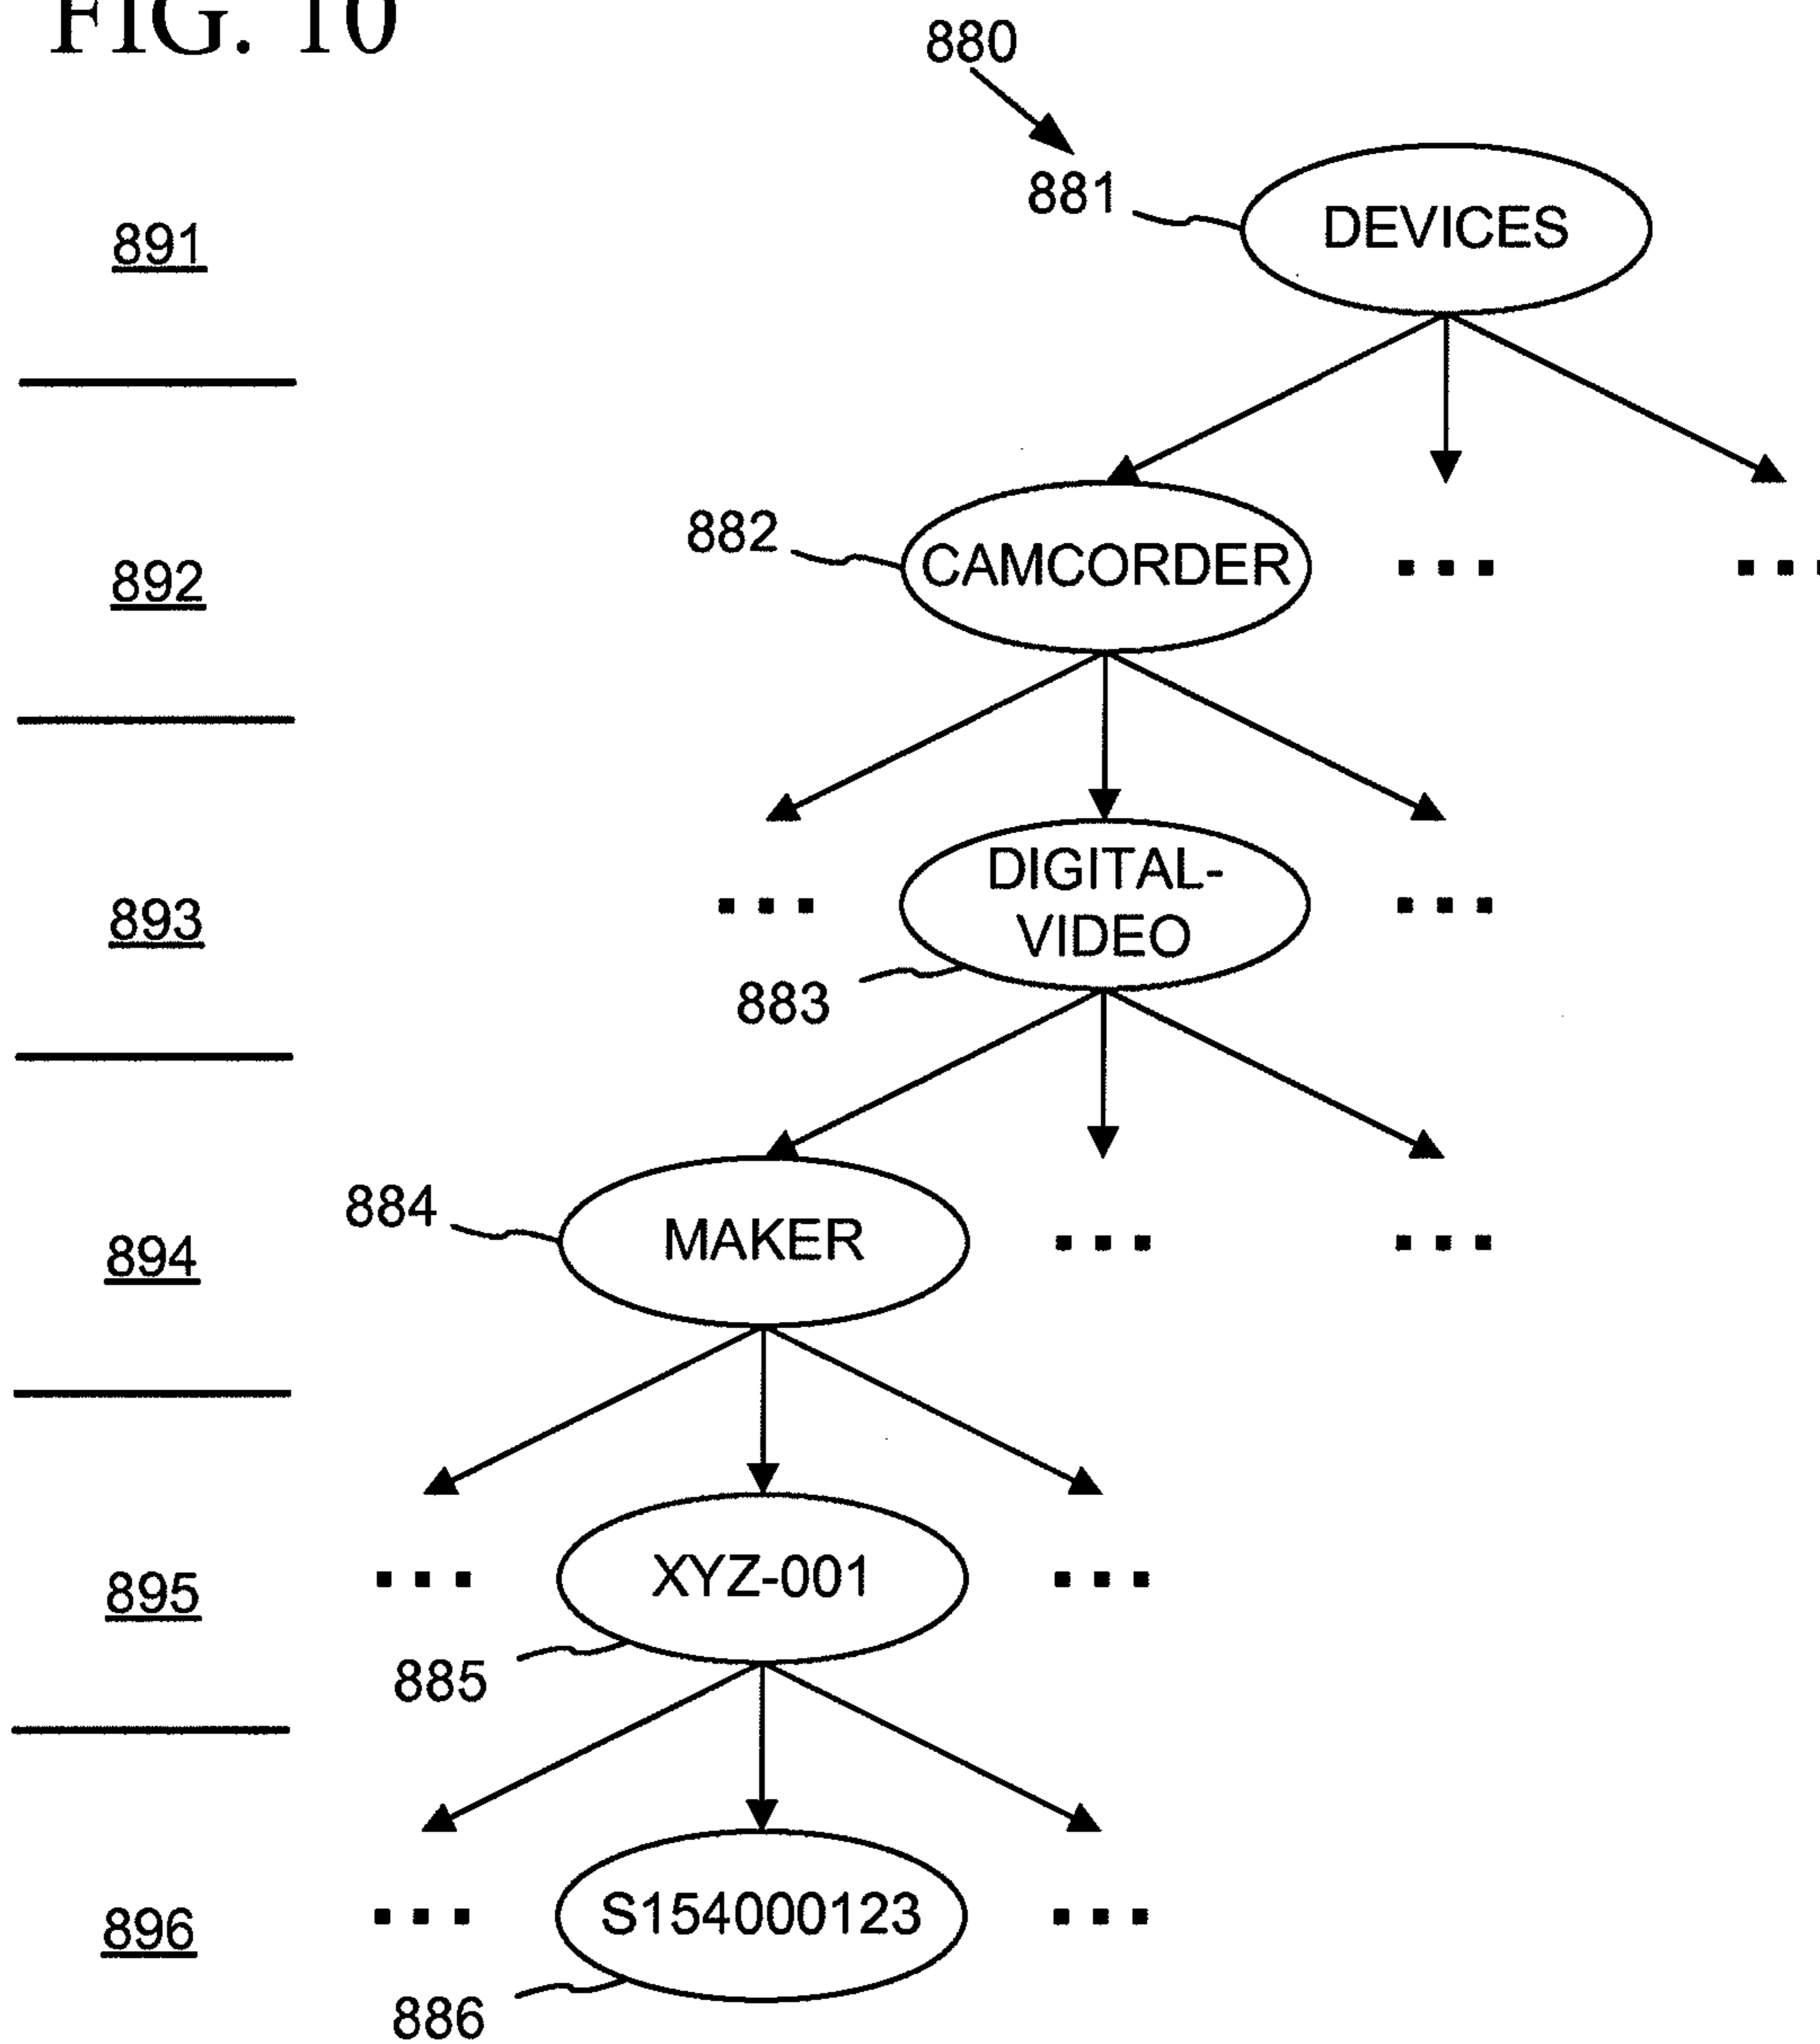 FIG. 10
880
881
DEVICES
891
882
CAMCORDER
892
DIGITAL-
VIDEO
893
883
884
MAKER
894
XYZ-001
895
885
S154000123
896
886